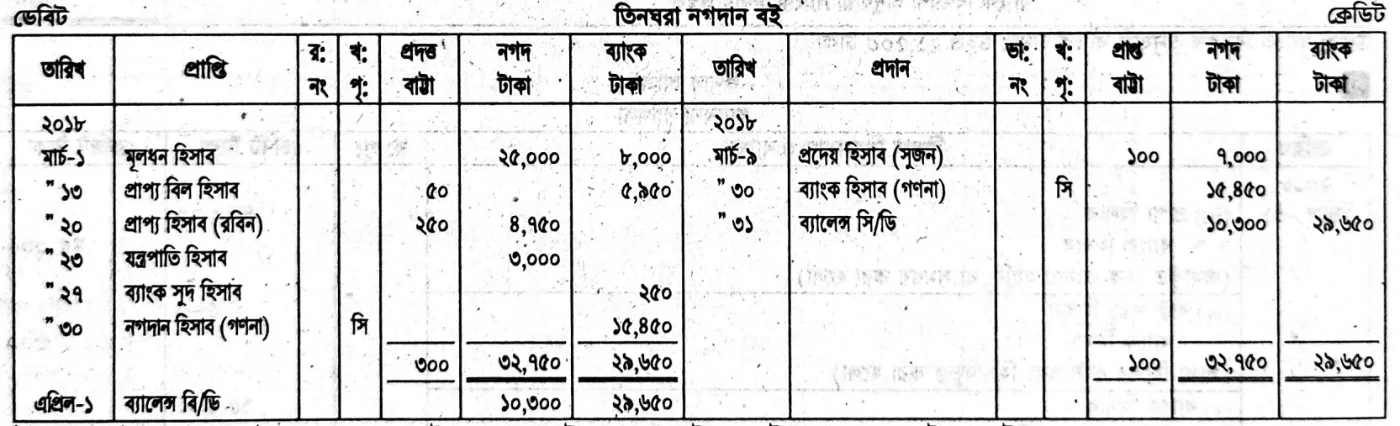 ডেবিট তিনঘরা নগদান বই ক্রেডিট
তারিখ প্রাপ্তি র: নং খ: পৃ: প্রদত্ত বাট্টা নগদ টাকা ব্যাংক টাকা তারিখ প্রদান ভা: নং খ: পৃ: প্রাপ্ত বাট্টা নগদ টাকা ব্যাংক টাকা
২০১৮ ২০১৮
মার্চ-১ মূলধন হিসাব ২৫,০০০ ৮,০০০ মার্চ-৯ প্রদেয় হিসাব (সুজন) ১০০ ৭,০০০
" ১৩ প্রাপ্য বিল হিসাব ৫০ ৫,৯৫০ " ৩০ ব্যাংক হিসাব (গণনা) সি ১৫,৪৫০
" ২০ প্রাপ্য হিসাব (রবিন) ২৫০ ৪,৭৫০ " ৩১ ব্যালেন্স সি/ডি ১০,৩০০ ২৯,৬৫০
" ২৩ যন্ত্রপাতি হিসাব ৩,০০০
" ২৭ ব্যাংক সুদ হিসাব ২৫০
" ৩০ নগদান হিসাব (গণনা) সি ১৫,৪৫০
৩০০ ৩২,৭৫০ ২৯,৬৫০ ১০০ ৩২,৭৫০ ২৯,৬৫০
এপ্রিল-১ ব্যালেন্স বি/ডি ১০,৩০০ ২৯,৬৫০